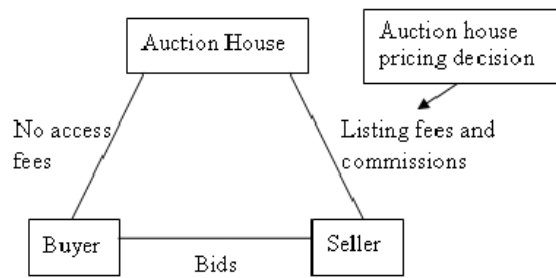 Auction House
Auction house
pricing decision
No access
fees
Listing fees and
commissions
Buyer
Bids
Seller